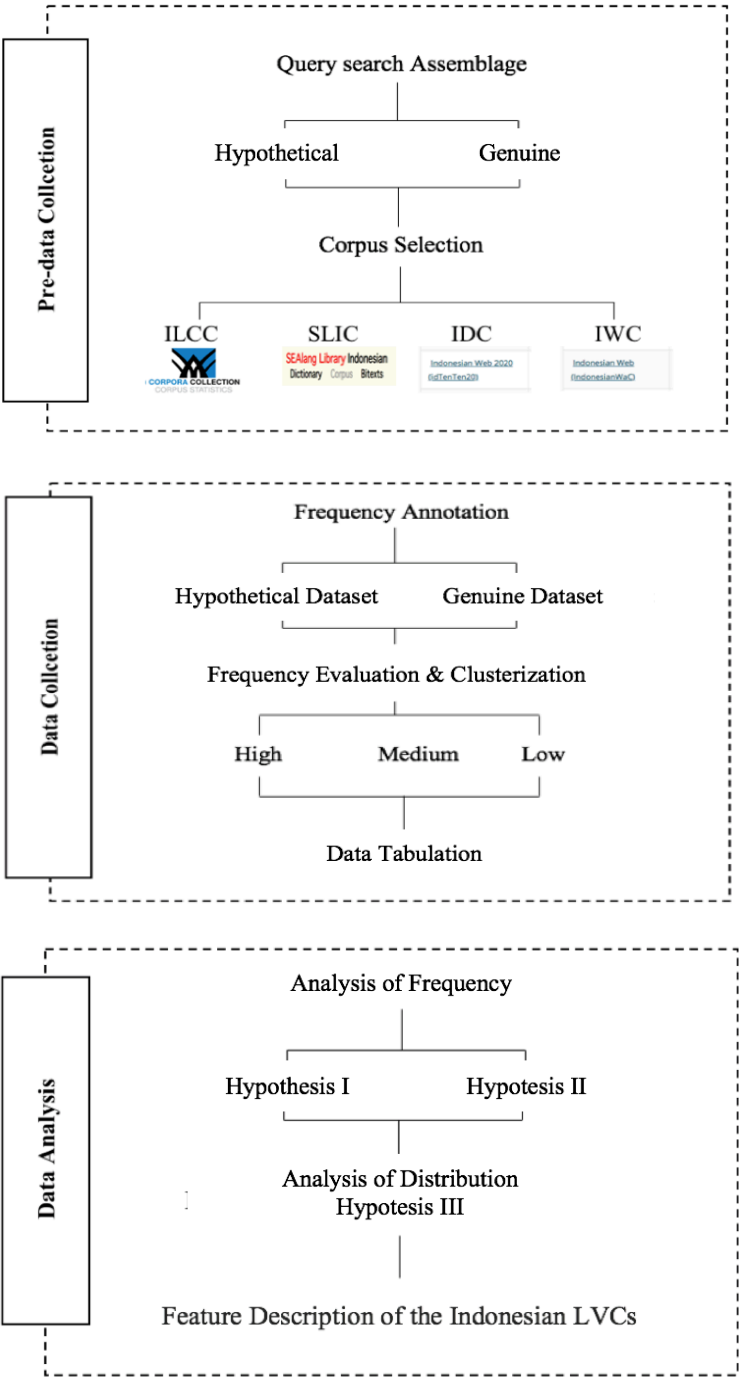 Pre-data Collcetion
Query search Assemblage
Hypothetical
Genuine
Corpus Selection
ILCC
SLIC
IDC
IWC
CORPORA COLLECTION
CORPUS STATISTICS
SEAlang Library Indonesian
Dictionary Corpus Bitexts
Indonesian Web 2020
(idTenTen20)
Indonesian Web
(IndonesianWaC)
Data Collcetion
Frequency Annotation
Hypothetical Dataset
Genuine Dataset
Frequency Evaluation & Clusterization
High
Medium
Low
Data Tabulation
Data Analysis
Analysis of Frequency
Hypothesis I
Hypotesis II
Analysis of Distribution
Hypotesis III
Feature Description of the Indonesian LVCs